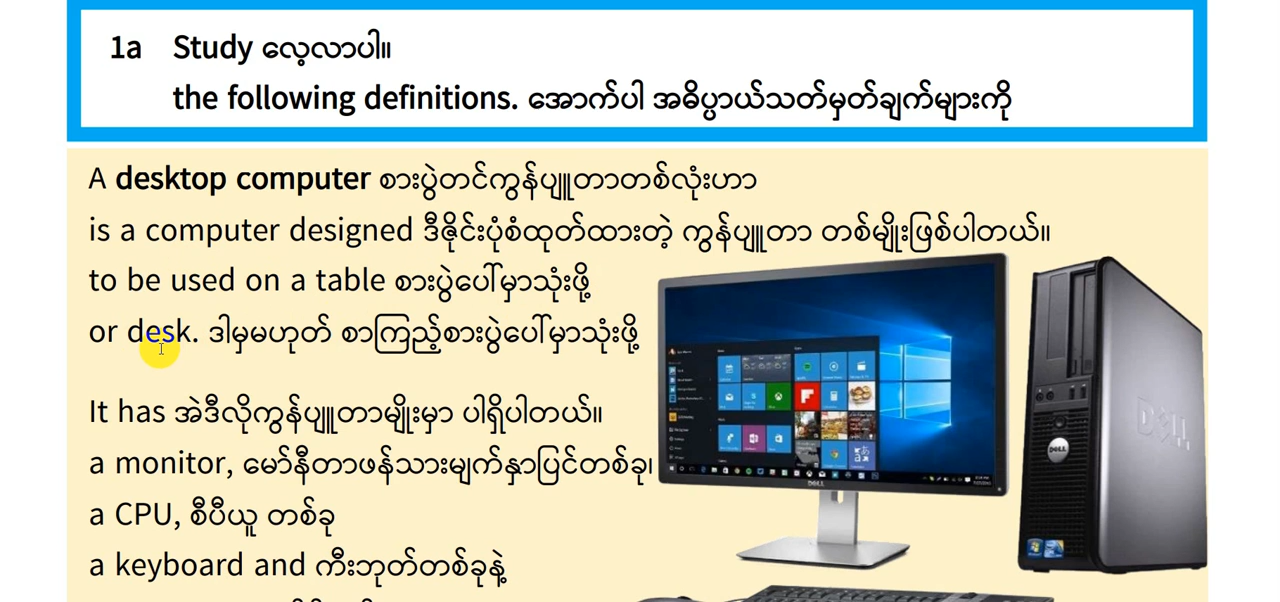 1a Study လေ့လာပါ။
the following definitions. အောက်ပါ အဓိပ္ပာယ်သတ်မှတ်ချက်များကို
A desktop computer စားပွဲတင်ကွန်ပျူတာတစ်လုံးဟာ
is a computer designed ဒီဇိုင်းပုံစံထုတ်ထားတဲ့ ကွန်ပျူတာ တစ်မျိုးဖြစ်ပါတယ်။
to be used on a table စားပွဲပေါ်မှာသုံးဖို့
or desk. ဒါမှမဟုတ် စာကြည့်စားပွဲပေါ်မှာသုံးဖို့
It has အဲဒီလိုကွန်ပျူတာမျိုးမှာ ပါရှိပါတယ်။
a monitor, မော်နီတာဖန်သားမျက်နှာပြင်တစ်ခု၊
a CPU, စီပီယူ တစ်ခု
a keyboard and ကီးဘုတ်တစ်ခုနဲ့
DELL
DELL
DELL